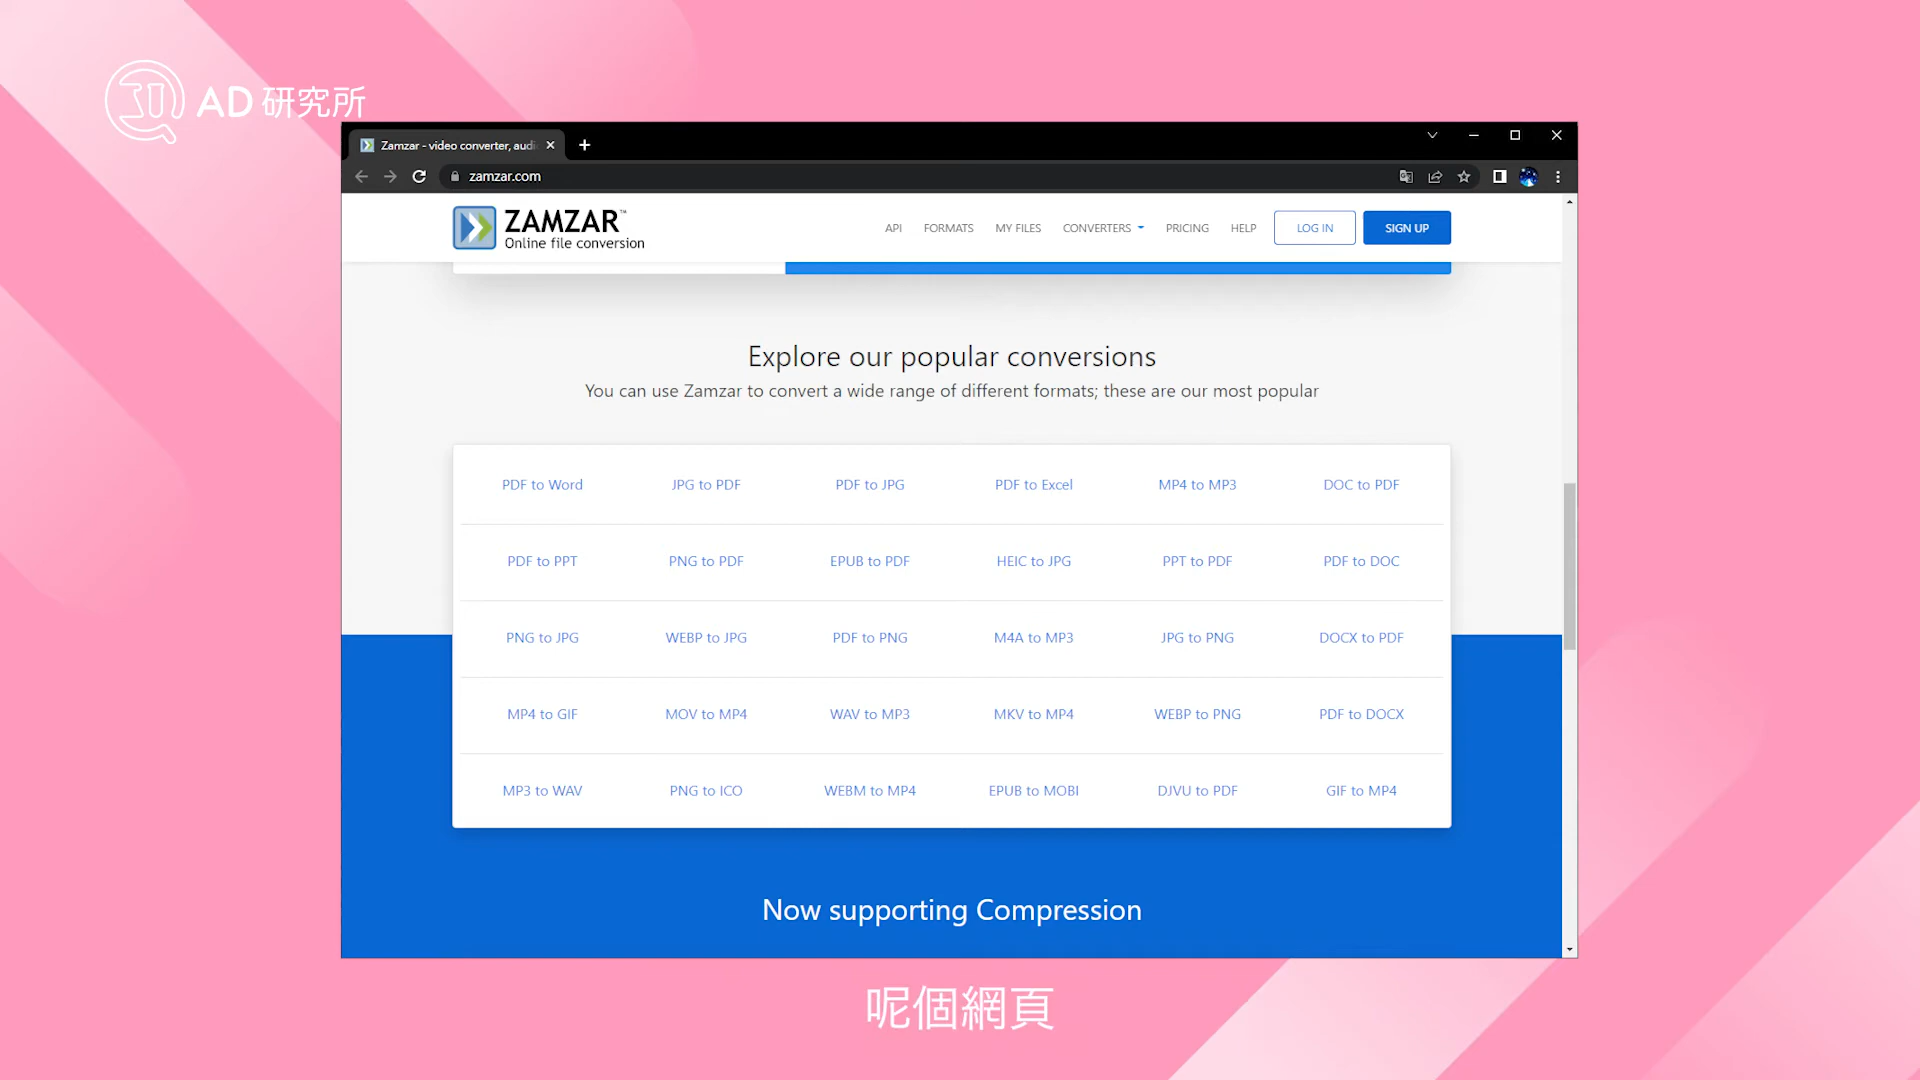 AD 研究所
Zamzar - video converter, audi
zamzar.com
ZAMZAR™
Online file conversion
API FORMATS MY FILES CONVERTERS PRICING HELP LOG IN SIGN UP
Explore our popular conversions
You can use Zamzar to convert a wide range of different formats; these are our most popular
PDF to Word JPG to PDF PDF to JPG PDF to Excel MP4 to MP3 DOC to PDF
PDF to PPT PNG to PDF EPUB to PDF HEIC to JPG PPT to PDF PDF to DOC
PNG to JPG WEBP to JPG PDF to PNG M4A to MP3 JPG to PNG DOCX to PDF
MP4 to GIF MOV to MP4 WAV to MP3 MKV to MP4 WEBP to PNG PDF to DOCX
MP3 to WAV PNG to ICO WEBM to MP4 EPUB to MOBI DJVU to PDF GIF to MP4
Now supporting Compression
呢個網頁